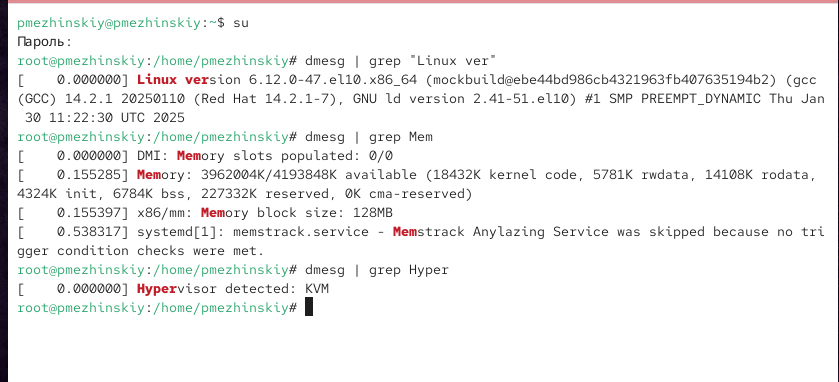 pmezhinskiy@pmezhinskiy:~$ su
Пароль:
root@pmezhinskiy:/home/pmezhinskiy# dmesg | grep "Linux ver"
[    0.000000] Linux version 6.12.0-47.el10.x86_64 (mockbuild@ebe44bd986cb4321963fb407635194b2) (gcc
(GCC) 14.2.1 20250110 (Red Hat 14.2.1-7), GNU ld version 2.41-51.el10) #1 SMP PREEMPT_DYNAMIC Thu Jan
 30 11:22:30 UTC 2025
root@pmezhinskiy:/home/pmezhinskiy# dmesg | grep Mem
[    0.000000] DMI: Memory slots populated: 0/0
[    0.155285] Memory: 3962004K/4193848K available (18432K kernel code, 5781K rwdata, 14108K rodata,
4324K init, 6784K bss, 227332K reserved, 0K cma-reserved)
[    0.155397] x86/mm: Memory block size: 128MB
[    0.538317] systemd[1]: memstrack.service - Memstrack Anylazing Service was skipped because no tri
gger condition checks were met.
root@pmezhinskiy:/home/pmezhinskiy# dmesg | grep Hyper
[    0.000000] Hypervisor detected: KVM
root@pmezhinskiy:/home/pmezhinskiy#